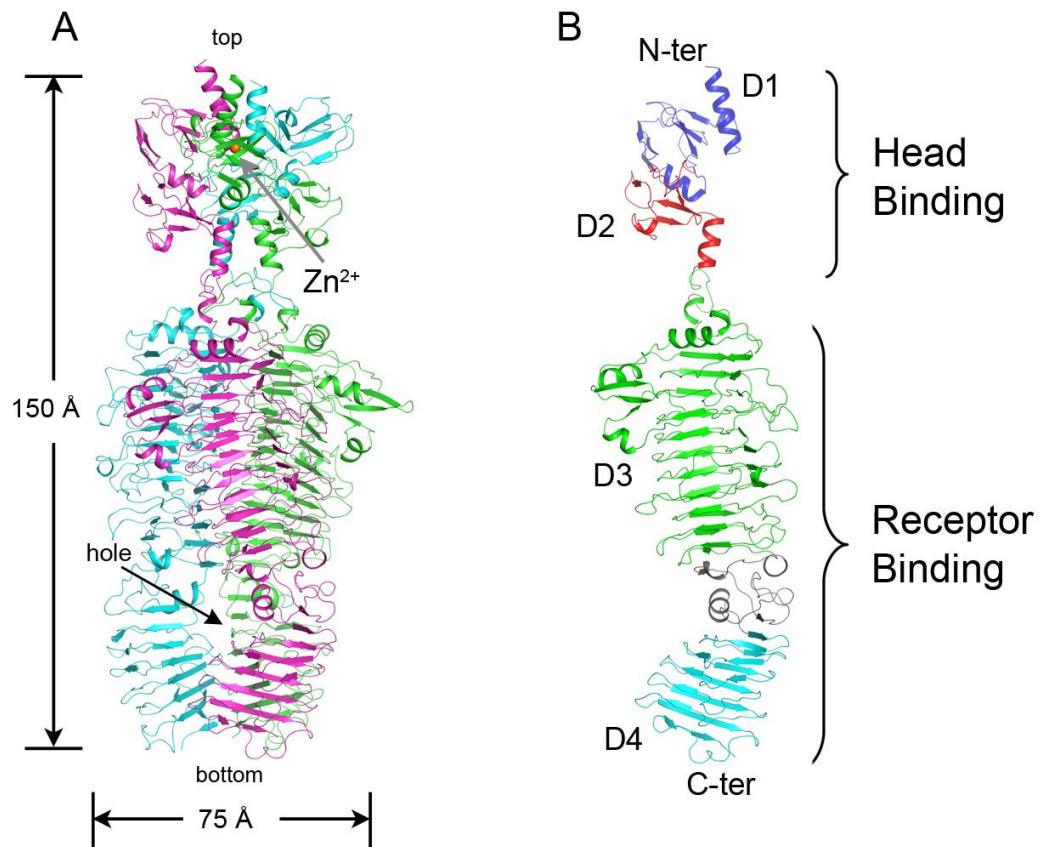 A
top
Zn²⁺
150 Å
hole
bottom
75 Å
B
N-ter
D1
D2
D3
D4
C-ter
Head
Binding
Receptor
Binding